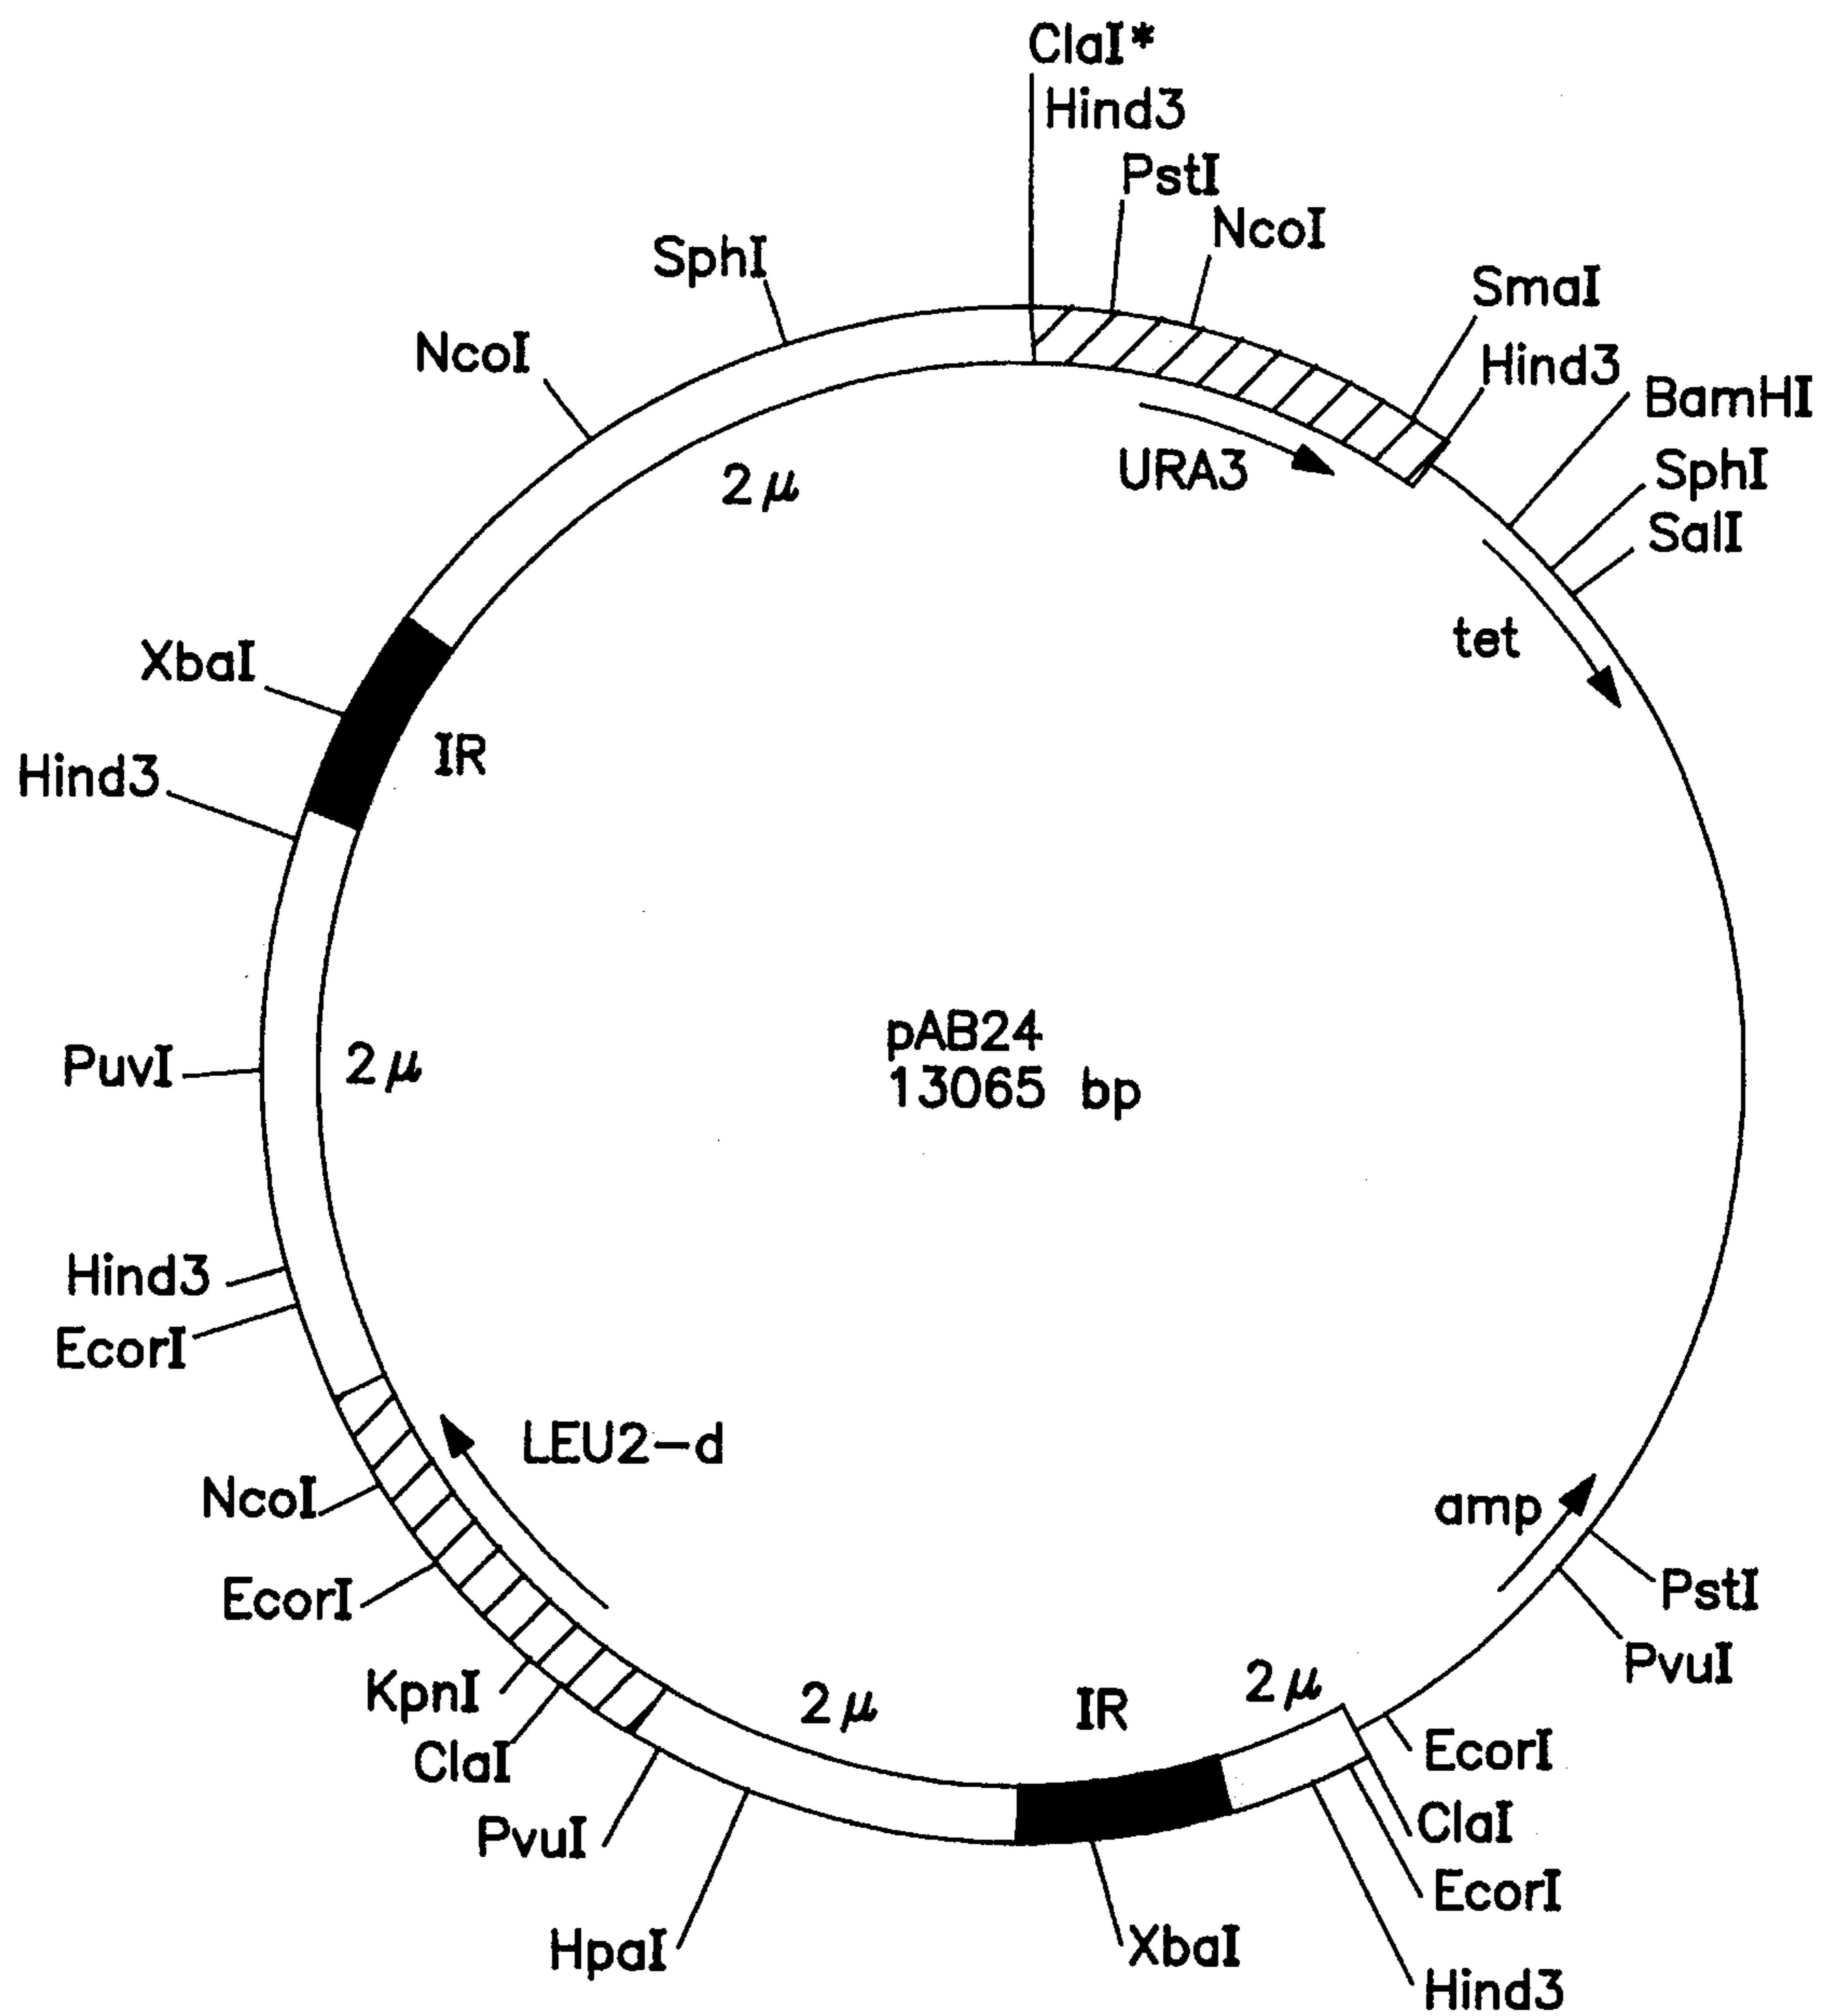 ClaI*
Hind3
PstI
NcoI
SphI
SmaI
NcoI
Hind3
BamHI
SphI
URA3
2μ
SalI
tet
XbaI
IR
Hind3
pAB24
PuvI
2μ
13065 bp
Hind3
EcorI
LEU2-d
NcoI
amp
EcorI
PstI
PvuI
KpnI
2μ
IR
2μ
ClaI
EcorI
PvuI
ClaI
EcorI
HpaI
XbaI
Hind3